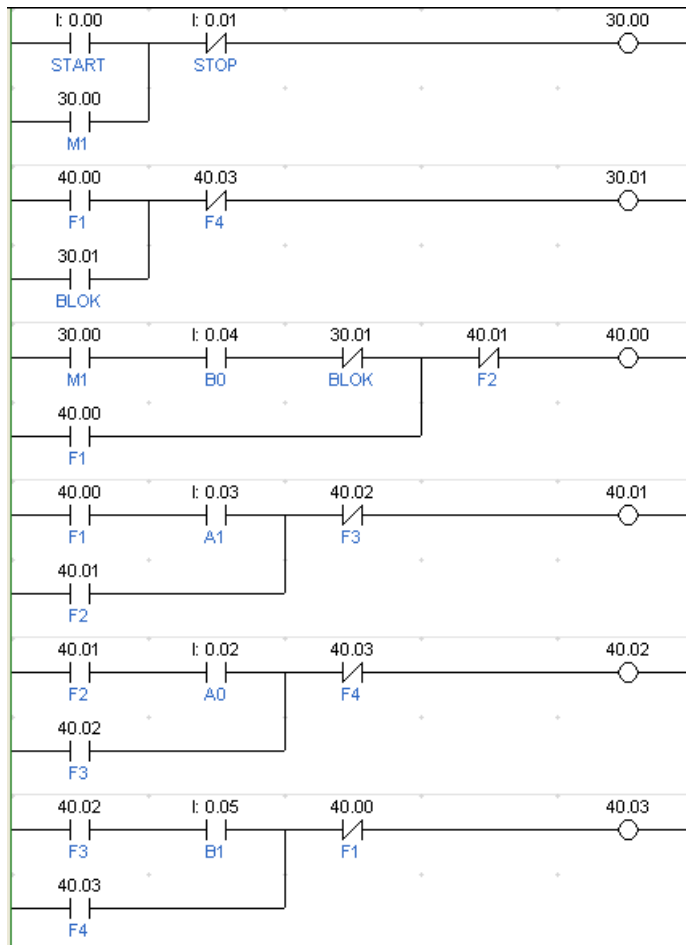 I: 0.00 I: 0.01 30.00
START STOP
30.00
M1
40.00 40.03 30.01
F1 F4
30.01
BLOK
30.00 I: 0.04 30.01 40.01 40.00
M1 B0 BLOK F2
40.00
F1
40.00 I: 0.03 40.02 40.01
F1 A1 F3
40.01
F2
40.01 I: 0.02 40.03 40.02
F2 A0 F4
40.02
F3
40.02 I: 0.05 40.00 40.03
F3 B1 F1
40.03
F4